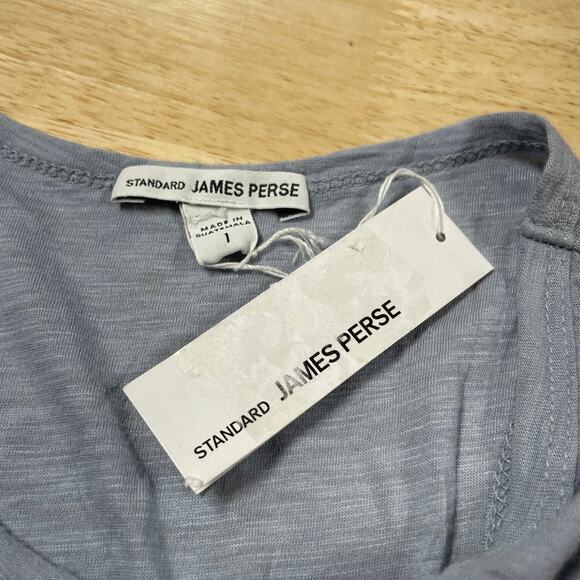 STANDARD JAMES PERSE
MADE IN
GUATEMALA
1
STANDARD JAMES PERSE